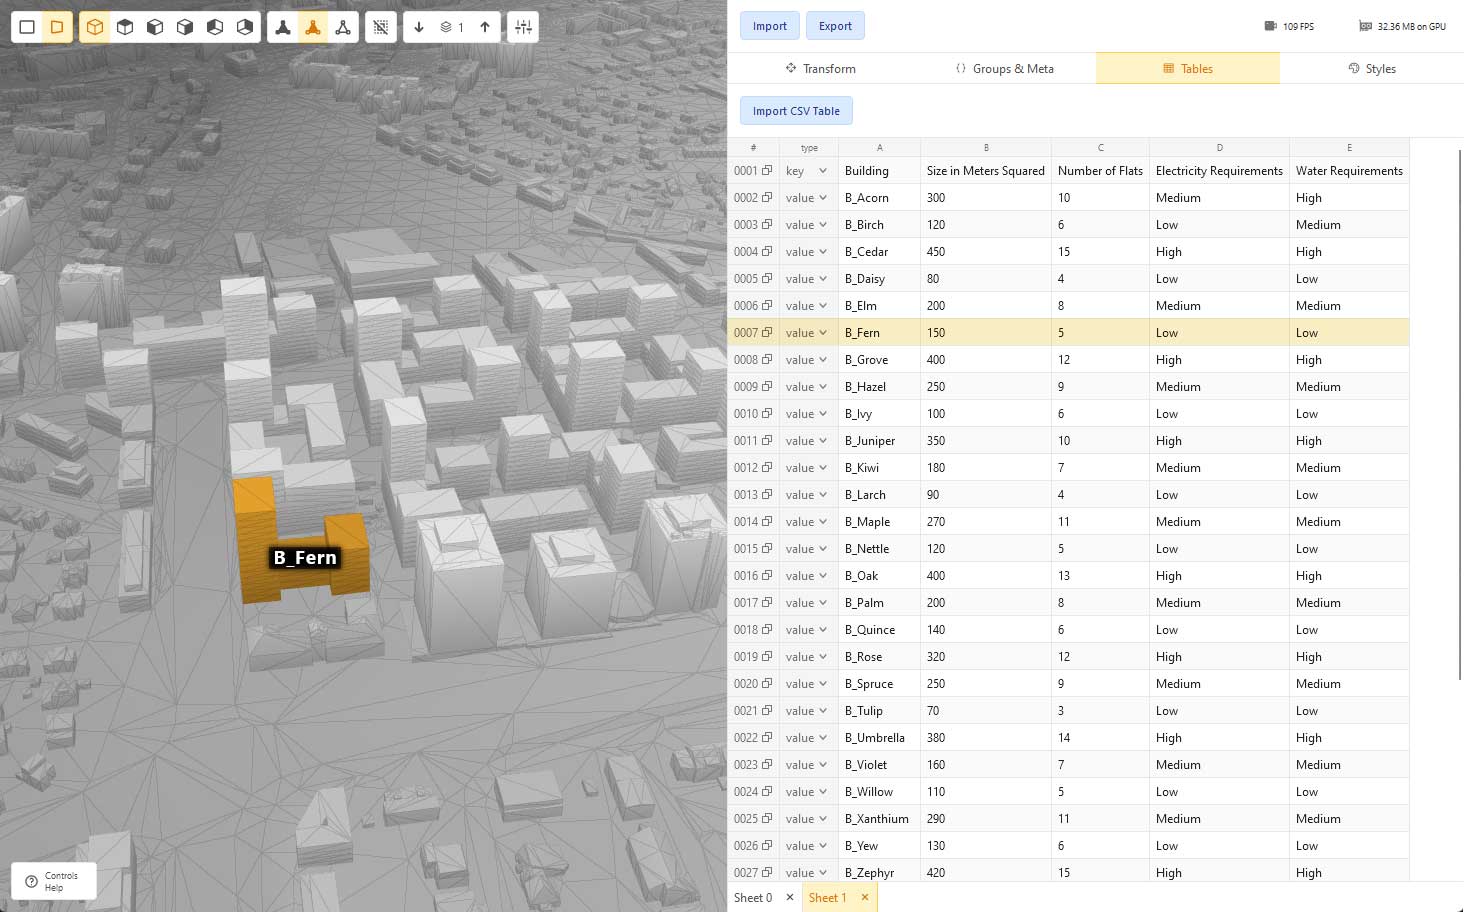 1
Import
Export
109 FPS
32.36 MB on GPU
Transform
Groups & Meta
Tables
Styles
Import CSV Table
# type A B C D E
0001 key Building Size in Meters Squared Number of Flats Electricity Requirements Water Requirements
0002 value B_Acorn 300 10 Medium High
0003 value B_Birch 120 6 Low Medium
0004 value B_Cedar 450 15 High High
0005 value B_Daisy 80 4 Low Low
0006 value B_Elm 200 8 Medium Medium
0007 value B_Fern 150 5 Low Low
0008 value B_Grove 400 12 High High
0009 value B_Hazel 250 9 Medium Medium
0010 value B_Ivy 100 6 Low Low
0011 value B_Juniper 350 10 High High
0012 value B_Kiwi 180 7 Medium Medium
0013 value B_Larch 90 4 Low Low
0014 value B_Maple 270 11 Medium Medium
0015 value B_Nettle 120 5 Low Low
0016 value B_Oak 400 13 High High
0017 value B_Palm 200 8 Medium Medium
0018 value B_Quince 140 6 Low Low
0019 value B_Rose 320 12 High High
0020 value B_Spruce 250 9 Medium Medium
0021 value B_Tulip 70 3 Low Low
0022 value B_Umbrella 380 14 High High
0023 value B_Violet 160 7 Medium Medium
0024 value B_Willow 110 5 Low Low
0025 value B_Xanthium 290 11 Medium Medium
0026 value B_Yew 130 6 Low Low
0027 value B_Zephyr 420 15 High High
Sheet 0 ×
Sheet 1 ×
B_Fern
Controls
Help